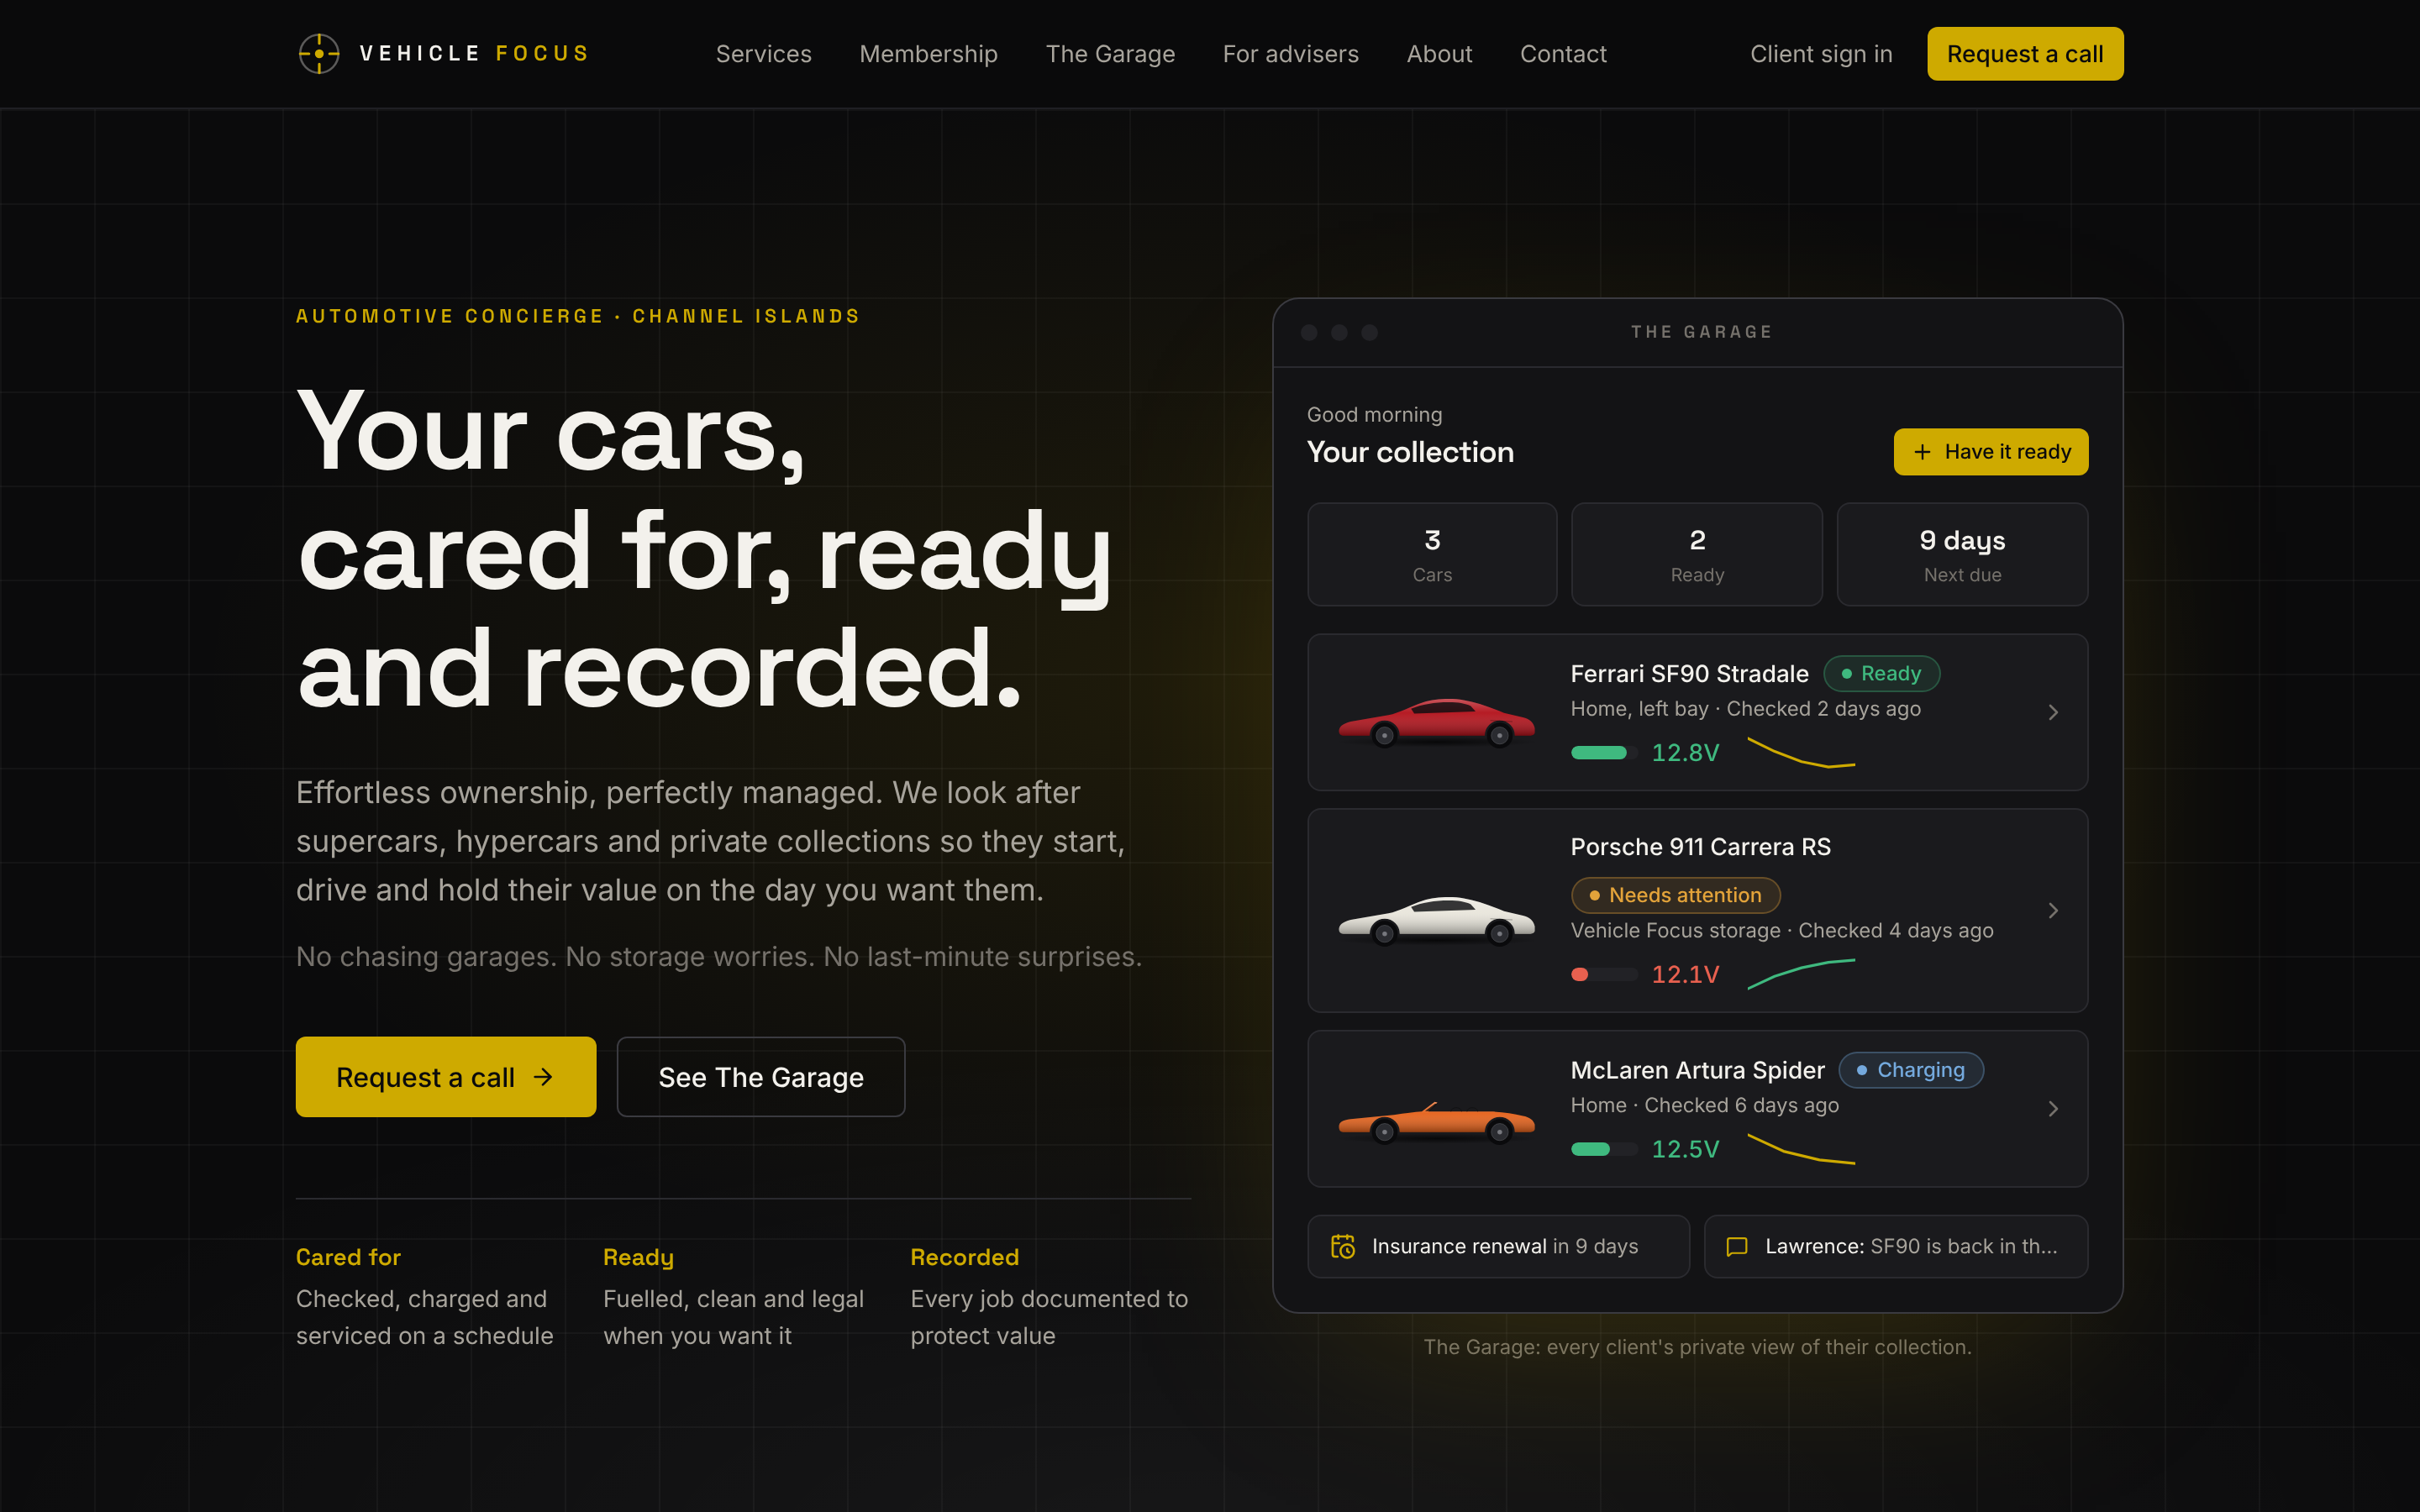 VEHICLE FOCUS
Services
Membership
The Garage
For advisers
About
Contact
Client sign in
Request a call
AUTOMOTIVE CONCIERGE · CHANNEL ISLANDS
Your cars,
cared for, ready
and recorded.
Effortless ownership, perfectly managed. We look after
supercars, hypercars and private collections so they start,
drive and hold their value on the day you want them.
No chasing garages. No storage worries. No last-minute surprises.
Request a call
See The Garage
Cared for
Checked, charged and
serviced on a schedule
Ready
Fuelled, clean and legal
when you want it
Recorded
Every job documented to
protect value
THE GARAGE
Good morning
Your collection
Have it ready
3
Cars
2
Ready
9 days
Next due
Ferrari SF90 Stradale
Ready
Home, left bay · Checked 2 days ago
12.8V
Porsche 911 Carrera RS
Needs attention
Vehicle Focus storage · Checked 4 days ago
12.1V
McLaren Artura Spider
Charging
Home · Checked 6 days ago
12.5V
Insurance renewal in 9 days
Lawrence: SF90 is back in th...
The Garage: every client's private view of their collection.